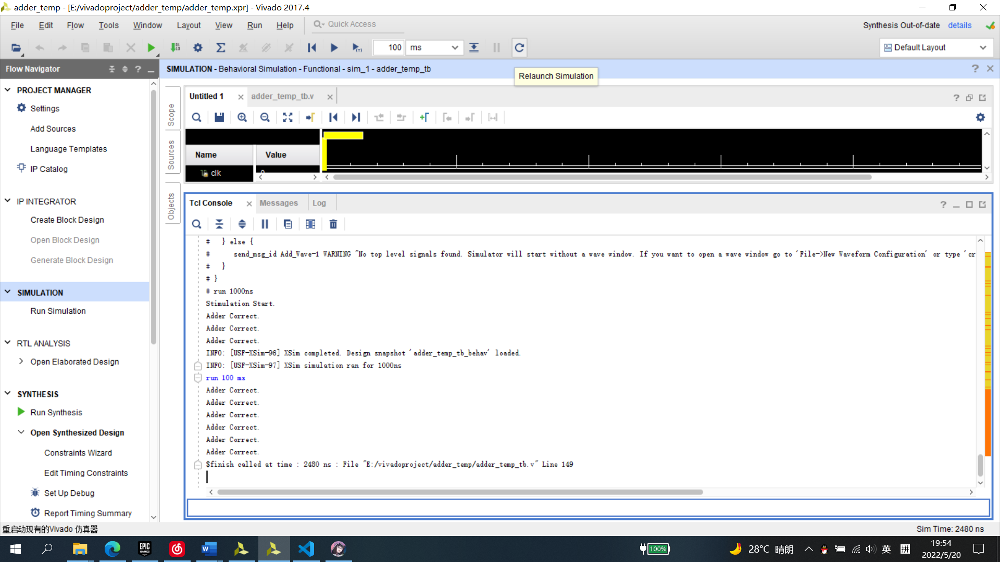 adder_temp - [E:/vivadoproject/adder_temp/adder_temp.xpr] - Vivado 2017.4
File Edit Flow Tools Window Layout View Run Help Quick Access
Synthesis Out-of-date details
100 ms
Default Layout
Flow Navigator
SIMULATION - Behavioral Simulation - Functional - sim_1 - adder_temp_tb
Relaunch Simulation
PROJECT MANAGER
Settings
Add Sources
Language Templates
IP Catalog
IP INTEGRATOR
Create Block Design
Open Block Design
Generate Block Design
SIMULATION
Run Simulation
RTL ANALYSIS
Open Elaborated Design
SYNTHESIS
Run Synthesis
Open Synthesized Design
Constraints Wizard
Edit Timing Constraints
Set Up Debug
Report Timing Summary
Scope
Sources
Objects
Untitled 1 adder_temp_tb.v
Name Value
clk
Tcl Console Messages Log
# } else {
# send_msg_id Add_Wave-1 WARNING "No top level signals found. Simulator will start without a wave window. If you want to open a wave window go to 'File->New Waveform Configuration' or type 'cr
# }
# }
# run 1000ns
Stimulation Start.
Adder Correct.
Adder Correct.
Adder Correct.
INFO: [USF-XSim-96] XSim completed. Design snapshot 'adder_temp_tb_behav' loaded.
INFO: [USF-XSim-97] XSim simulation ran for 1000ns
run 100 ms
Adder Correct.
Adder Correct.
Adder Correct.
Adder Correct.
Adder Correct.
Adder Correct.
$finish called at time : 2480 ns : File "E:/vivadoproject/adder_temp/adder_temp_tb.v" Line 149
重启动现有的Vivado 仿真器
Sim Time: 2480 ns
EPIC GAMES
100%
28°C 晴朗
英
拼
19:54
2022/5/20